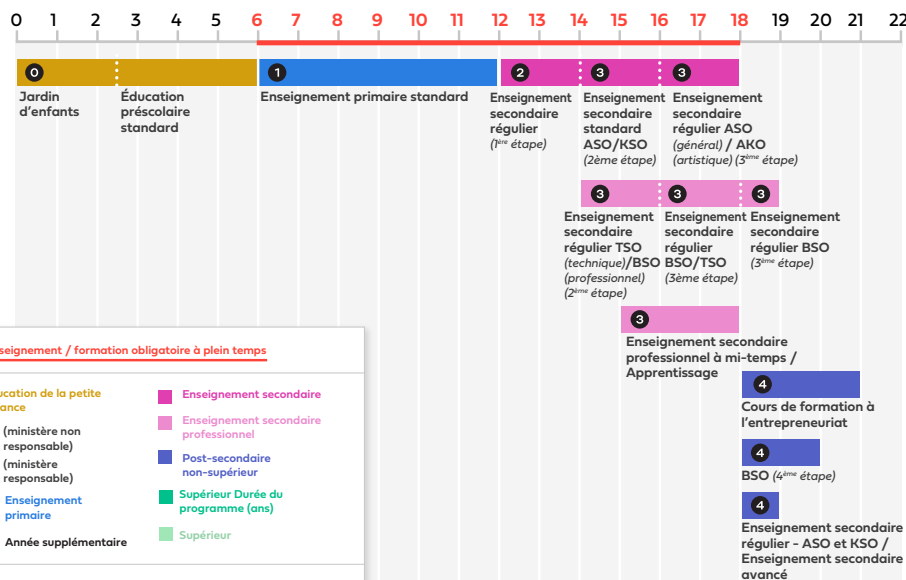 0 1 2 3 4 5 6 7 8 9 10 11 12 13 14 15 16 17 18 19 20 21 22
0
1
2
3
3
Jardin
d'enfants
Éducation
préscolaire
standard
Enseignement primaire standard
Enseignement
secondaire
régulier
(1ère étape)
Enseignement
secondaire
standard
ASO/KSO
(2ème étape)
Enseignement
secondaire
régulier ASO
(général) / AKO
(artistique) (3ème étape)
3
3
3
Enseignement
secondaire
régulier TSO
(technique)/BSO
(professionnel)
(2ème étape)
Enseignement
secondaire
régulier
BSO/TSO
(3ème étape)
Enseignement
secondaire
régulier BSO
(3ème étape)
3
Enseignement secondaire
professionnel à mi-temps /
Apprentissage
4
Cours de formation à
l'entrepreneuriat
4
BSO (4ème étape)
4
Enseignement secondaire
régulier - ASO et KSO /
Enseignement secondaire
avancé
seignement / formation obligatoire à plein temps
ucation de la petite
ance
(ministère non
responsable)
(ministère
responsable)
Enseignement
primaire
Année supplémentaire
Enseignement secondaire
Enseignement secondaire
professionnel
Post-secondaire
non-supérieur
Supérieur Durée du
programme (ans)
Supérieur